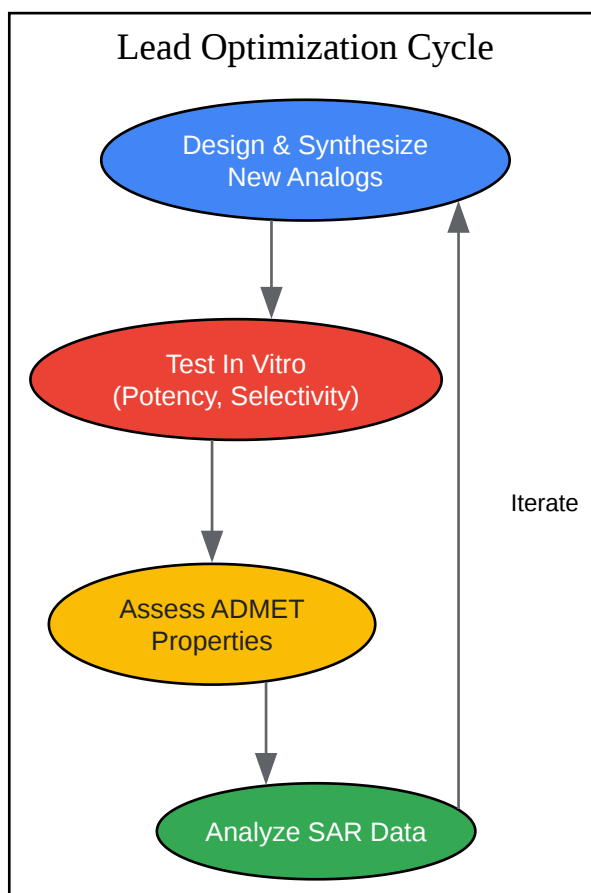 Lead Optimization Cycle
Design & Synthesize
New Analogs
Test In Vitro
(Potency, Selectivity)
Iterate
Assess ADMET
Properties
Analyze SAR Data